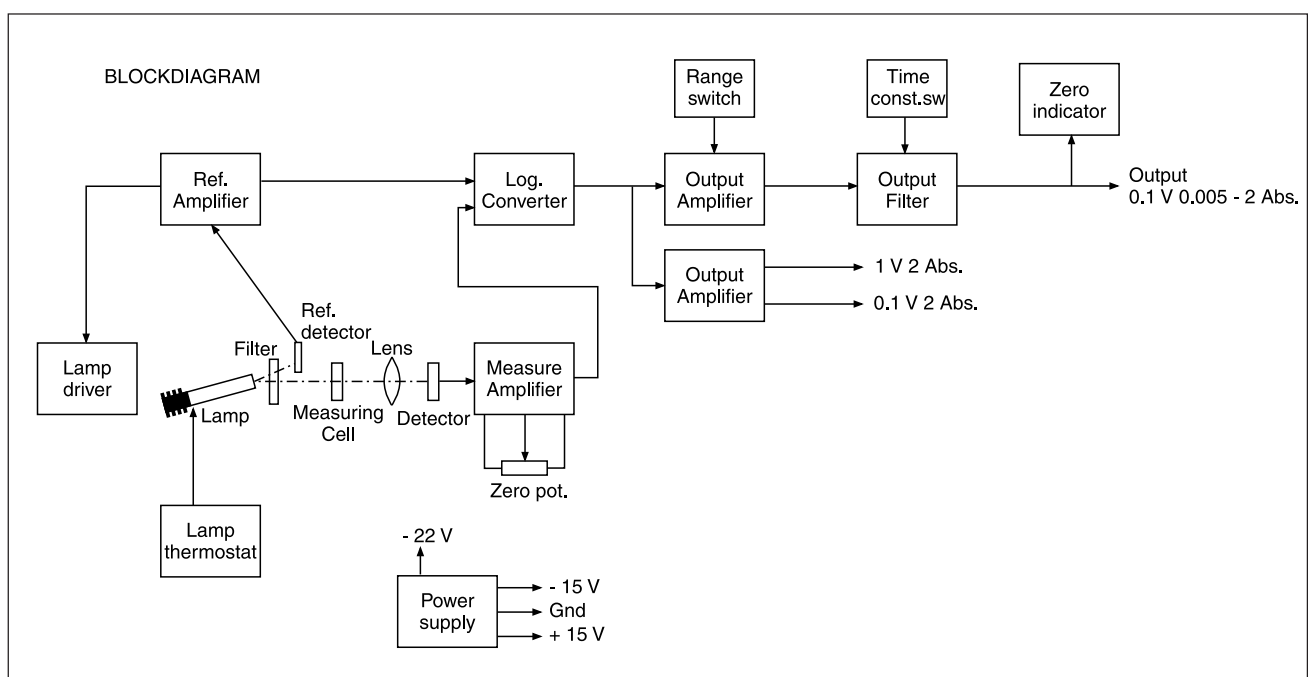 BLOCKDIAGRAM
Range
switch
Time
const.sw
Zero
indicator
Ref.
Amplifier
Log.
Converter
Output
Amplifier
Output
Filter
Output
0.1 V 0.005 - 2 Abs.
Output
Amplifier
1 V 2 Abs.
0.1 V 2 Abs.
Lamp
driver
Filter
Ref.
detector
Lens
Measure
Amplifier
Lamp
Measuring
Cell
Detector
Zero pot.
Lamp
thermostat
- 22 V
Power
supply
- 15 V
Gnd
+ 15 V